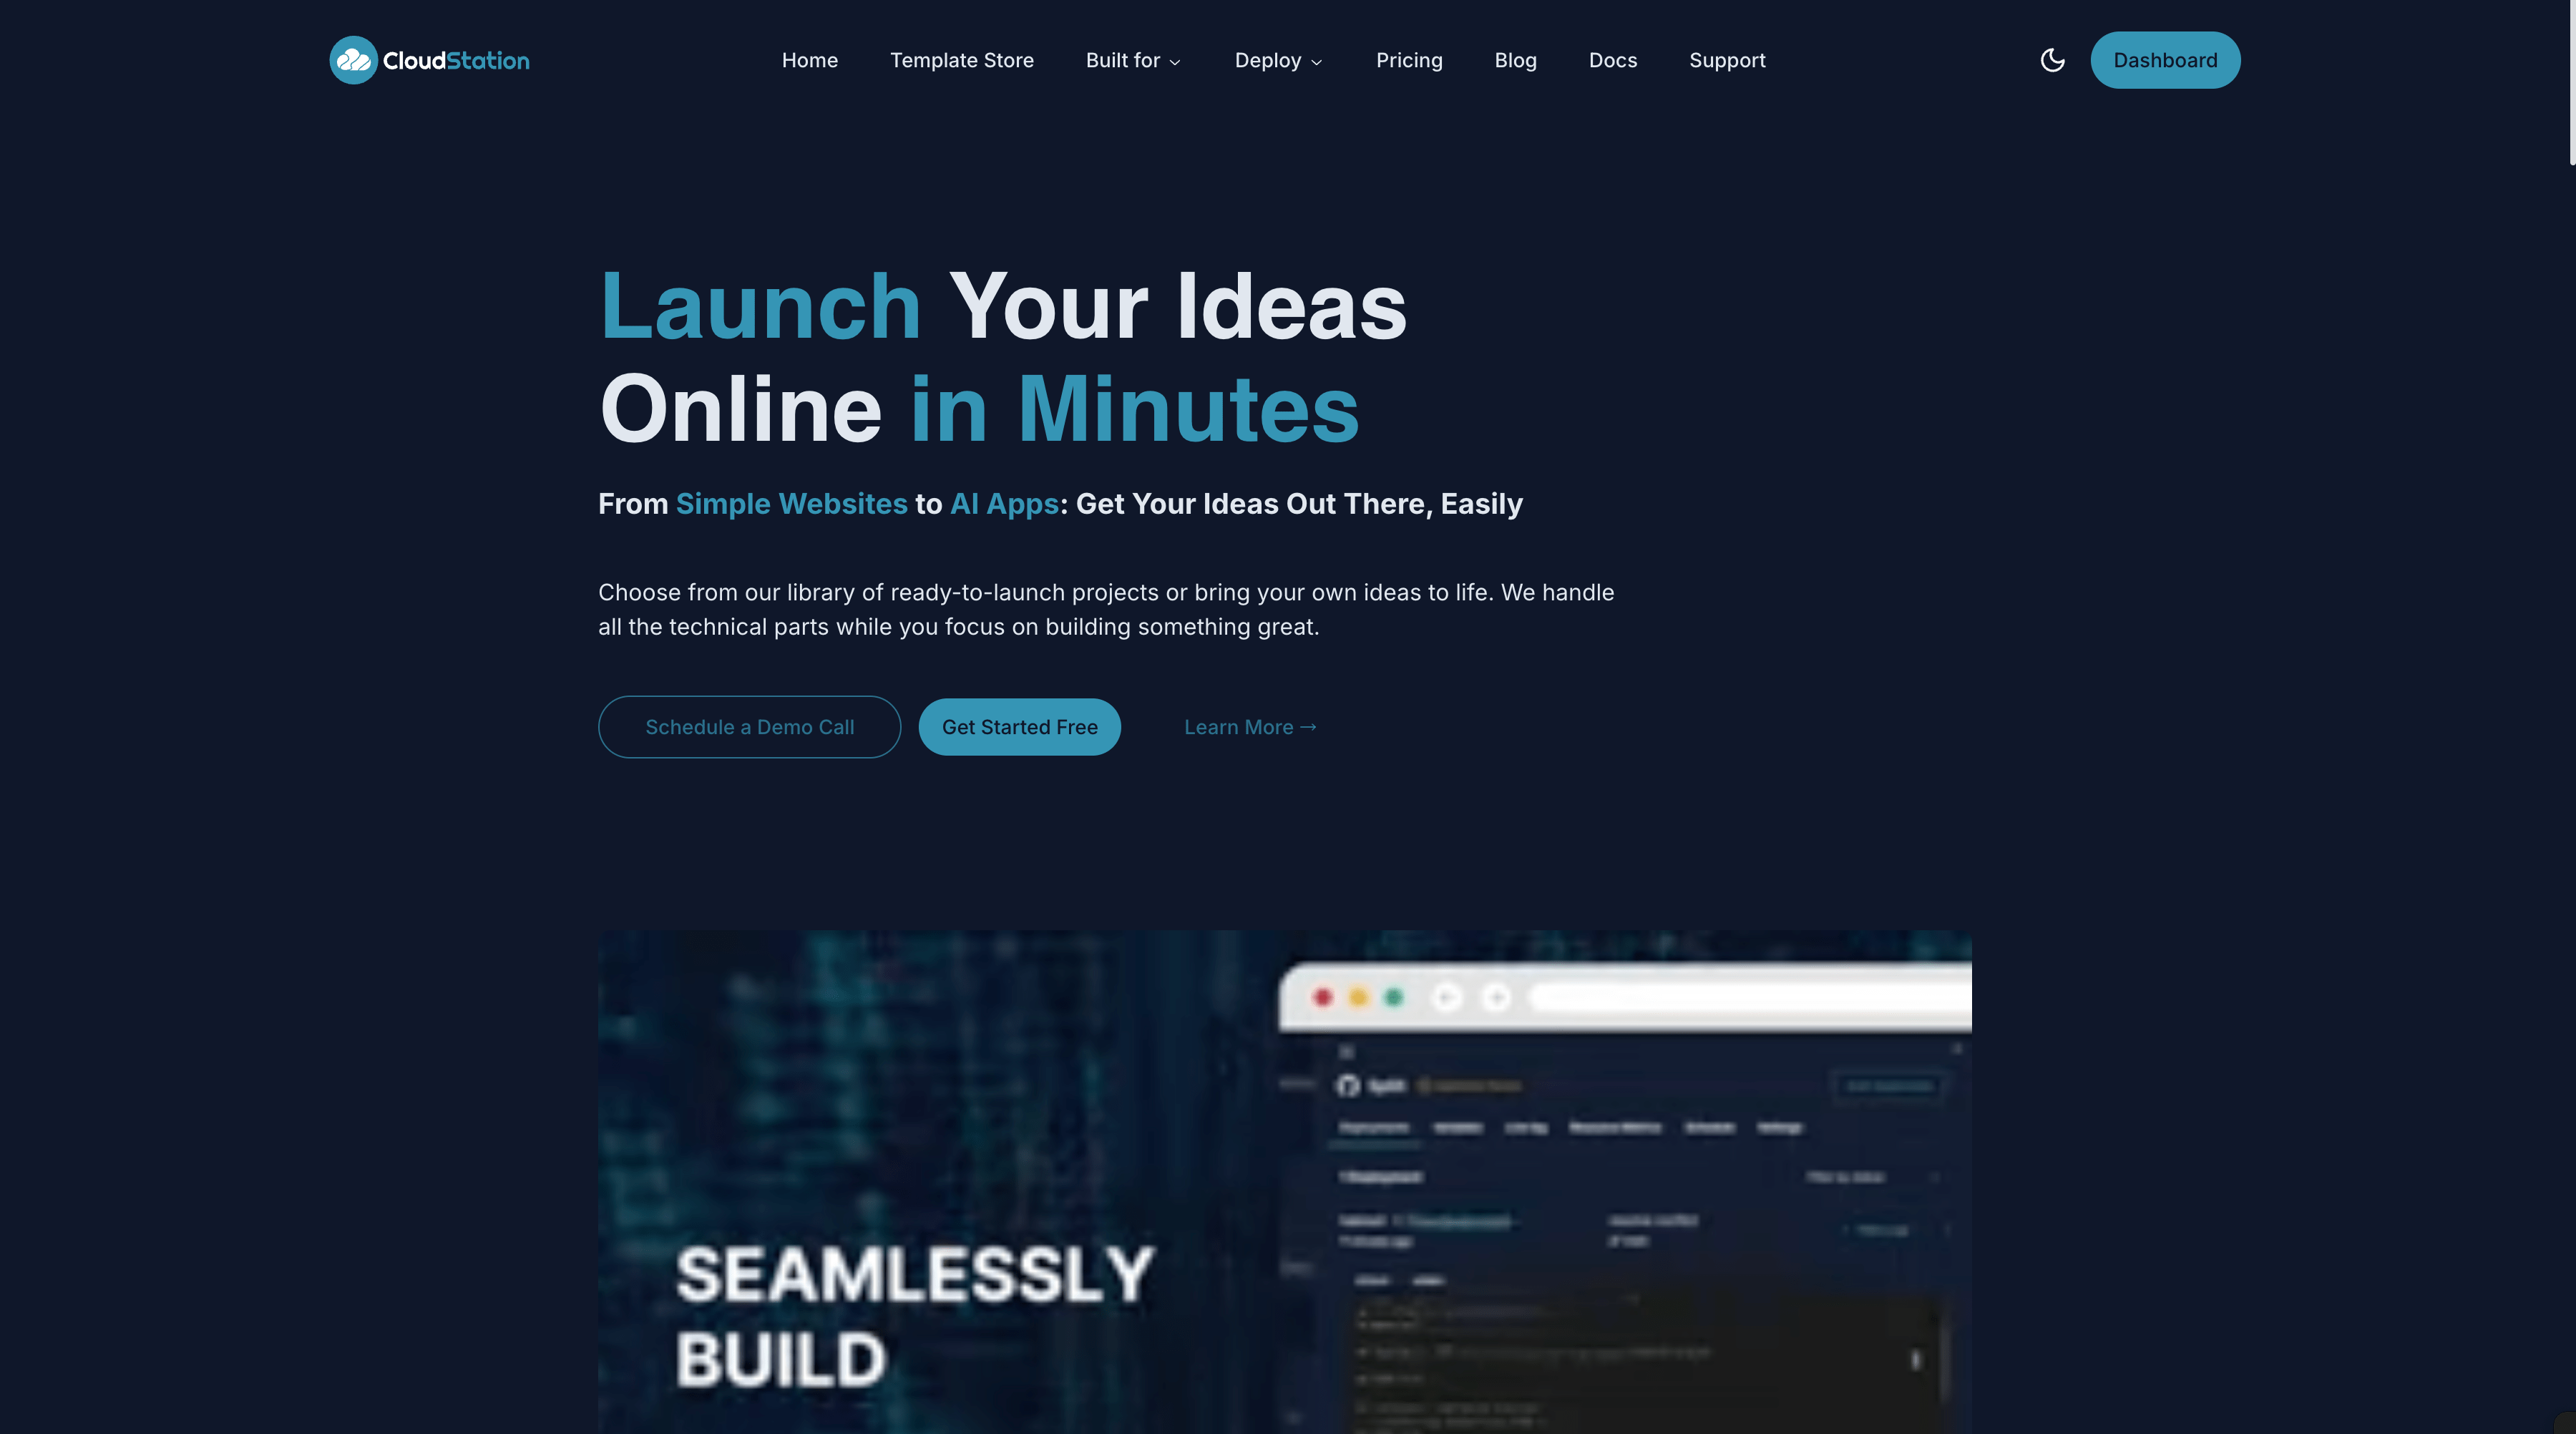 CloudStation
Home Template Store Built for Deploy Pricing Blog Docs Support
Dashboard
Launch Your Ideas
Online in Minutes
From Simple Websites to AI Apps: Get Your Ideas Out There, Easily
Choose from our library of ready-to-launch projects or bring your own ideas to life. We handle
all the technical parts while you focus on building something great.
Schedule a Demo Call
Get Started Free
Learn More →
SEAMLESSLY
BUILD